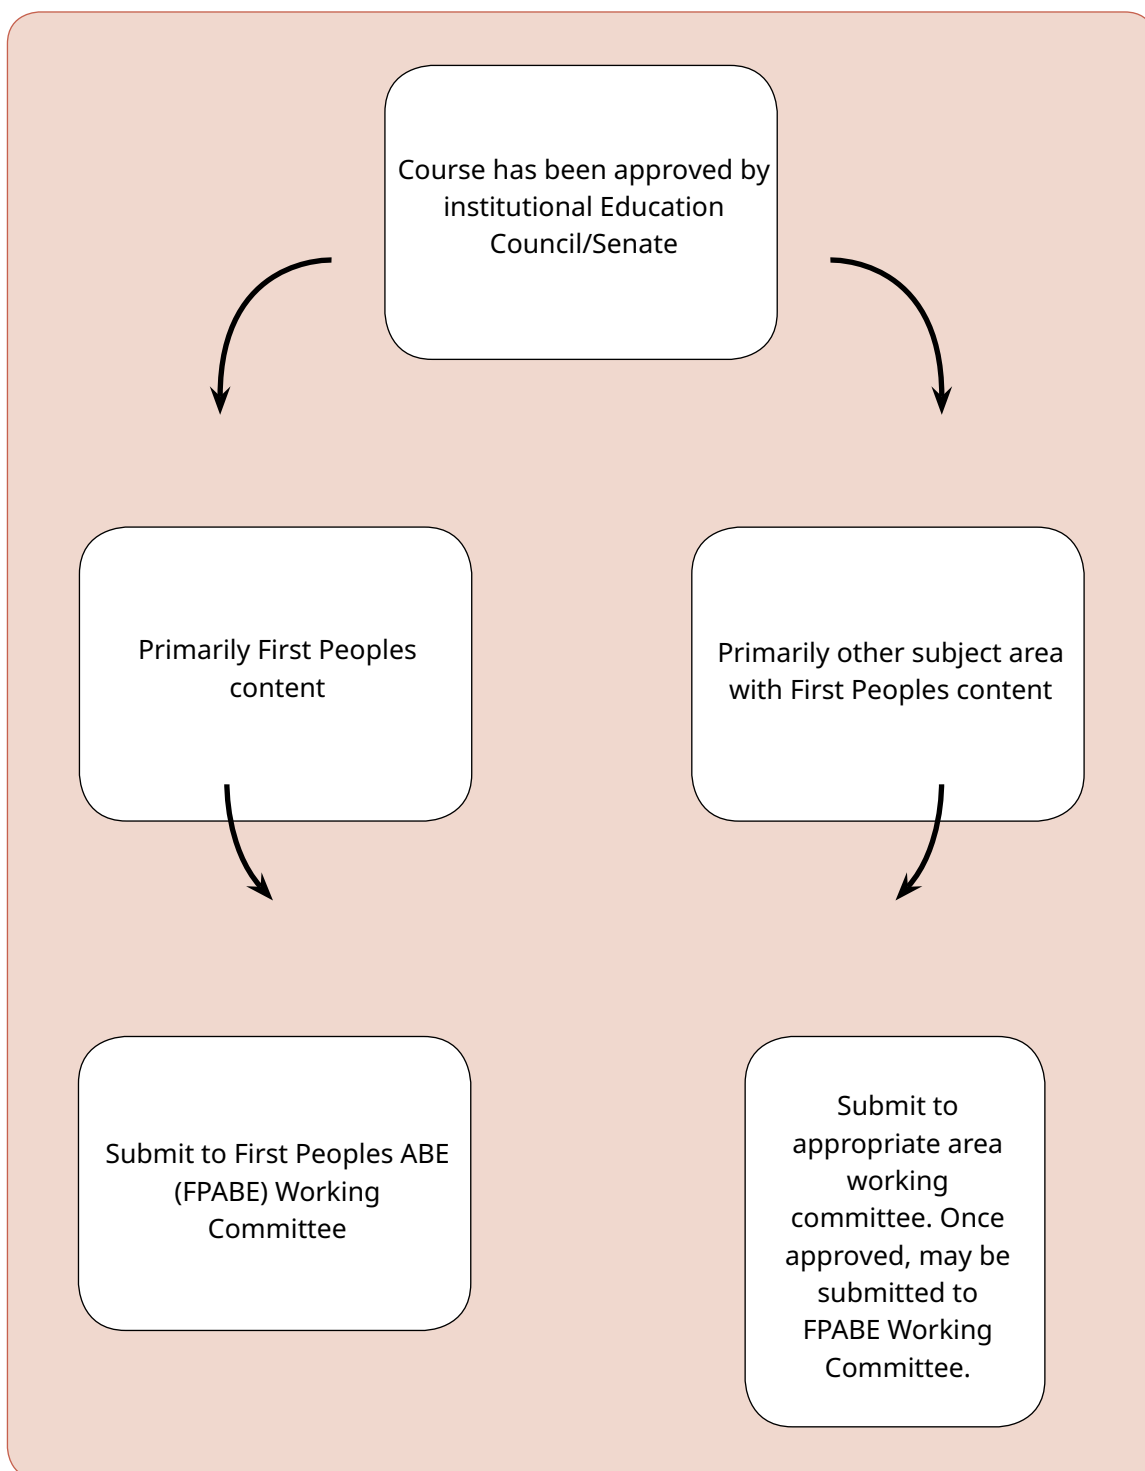 Course has been approved by
institutional Education
Council/Senate
Primarily First Peoples
content
Primarily other subject area
with First Peoples content
Submit to First Peoples ABE
(FPABE) Working
Committee
Submit to
appropriate area
working
committee. Once
approved, may be
submitted to
FPABE Working
Committee.